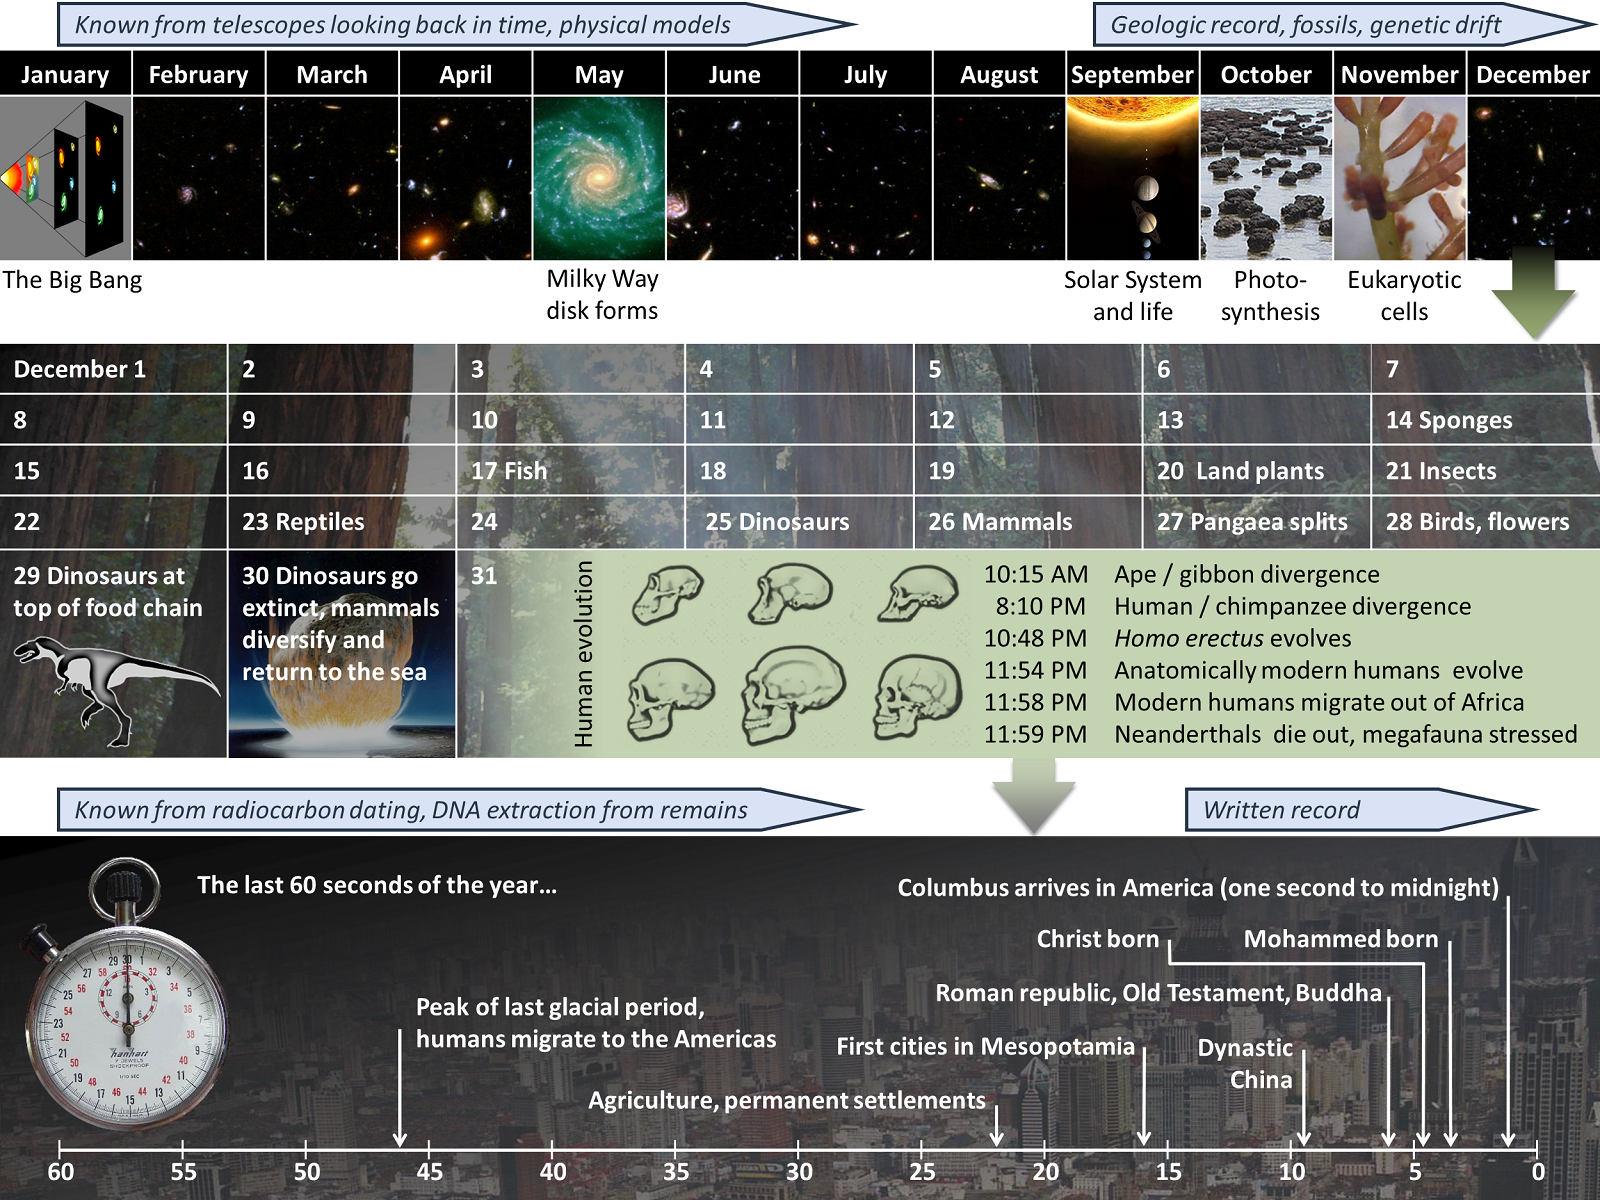 Known from telescopes looking back in time, physical models
Geologic record, fossils, genetic drift
January February March April May June July August September October November December
The Big Bang
Milky Way
disk forms
Solar System
and life
Photo-
synthesis
Eukaryotic
cells
December 1 2 3 4 5 6 7
8 9 10 11 12 13 14 Sponges
15 16 17 Fish 18 19 20 Land plants 21 Insects
22 23 Reptiles 24 25 Dinosaurs 26 Mammals 27 Pangaea splits 28 Birds, flowers
29 Dinosaurs at
top of food chain
30 Dinosaurs go
extinct, mammals
diversify and
return to the sea
31
Human evolution
10:15 AM Ape / gibbon divergence
8:10 PM Human / chimpanzee divergence
10:48 PM Homo erectus evolves
11:54 PM Anatomically modern humans evolve
11:58 PM Modern humans migrate out of Africa
11:59 PM Neanderthals die out, megafauna stressed
Known from radiocarbon dating, DNA extraction from remains
Written record
The last 60 seconds of the year...
Columbus arrives in America (one second to midnight)
Christ born
Mohammed born
Roman republic, Old Testament, Buddha
Peak of last glacial period,
humans migrate to the Americas
First cities in Mesopotamia
Dynastic
China
Agriculture, permanent settlements
hanhart
7 JEWELS
SHOCKPROOF
1/10 SEC
60 55 50 45 40 35 30 25 20 15 10 5 0